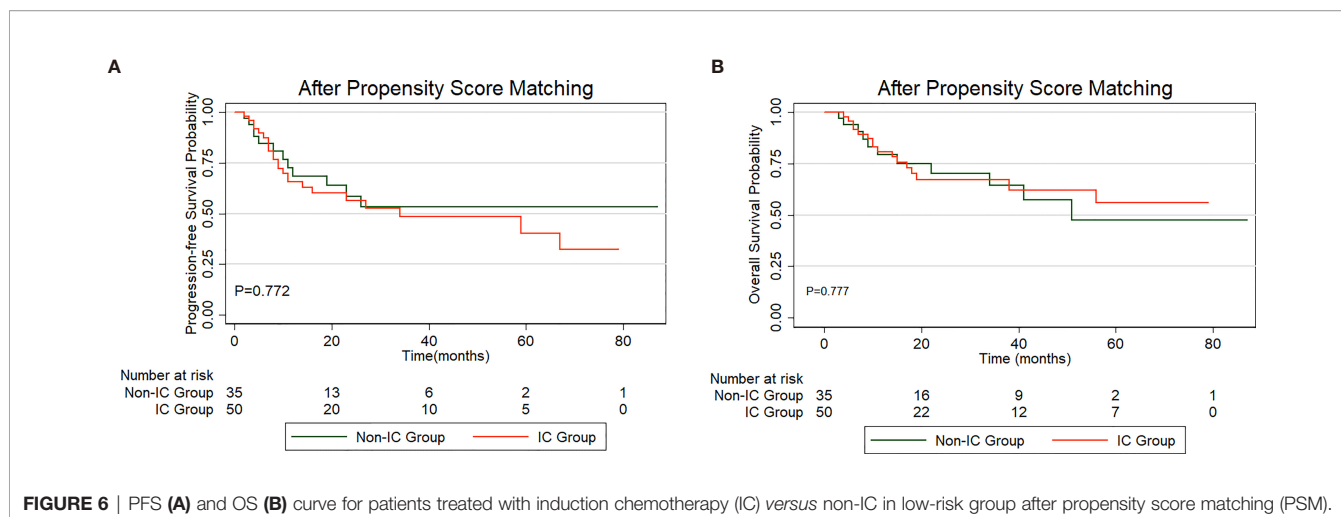 A
After Propensity Score Matching
Progression-free Survival Probability
1.00
0.75
0.50
0.25
0.00
P=0.772
0 20 40 60 80
Time(months)
Number at risk
Non-IC Group 35 13 6 2 1
IC Group 50 20 10 5 0
Non-IC Group IC Group
B
After Propensity Score Matching
Overall Survival Probability
1.00
0.75
0.50
0.25
0.00
P=0.777
0 20 40 60 80
Time(months)
Number at risk
Non-IC Group 35 16 9 2 1
IC Group 50 22 12 7 0
Non-IC Group IC Group
FIGURE 6 | PFS (A) and OS (B) curve for patients treated with induction chemotherapy (IC) versus non-IC in low-risk group after propensity score matching (PSM).